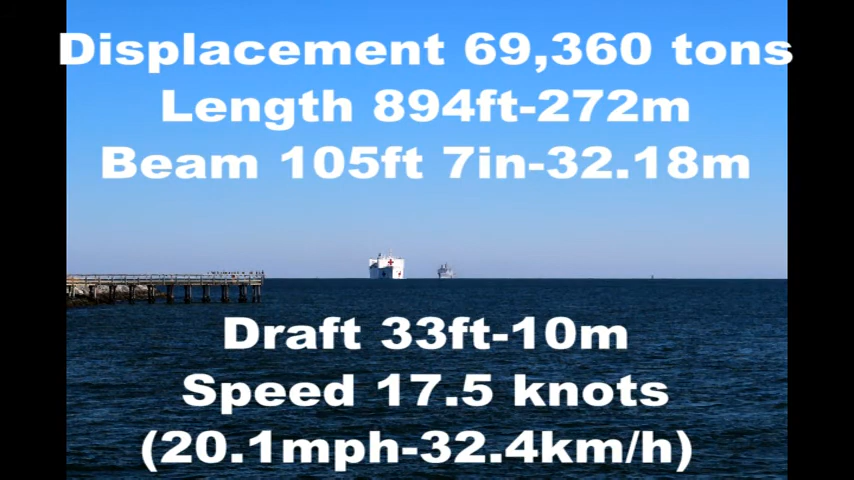 Displacement 69,360 tons
Length 894ft-272m
Beam 105ft 7in-32.18m
Draft 33ft-10m
Speed 17.5 knots
(20.1mph-32.4km/h)